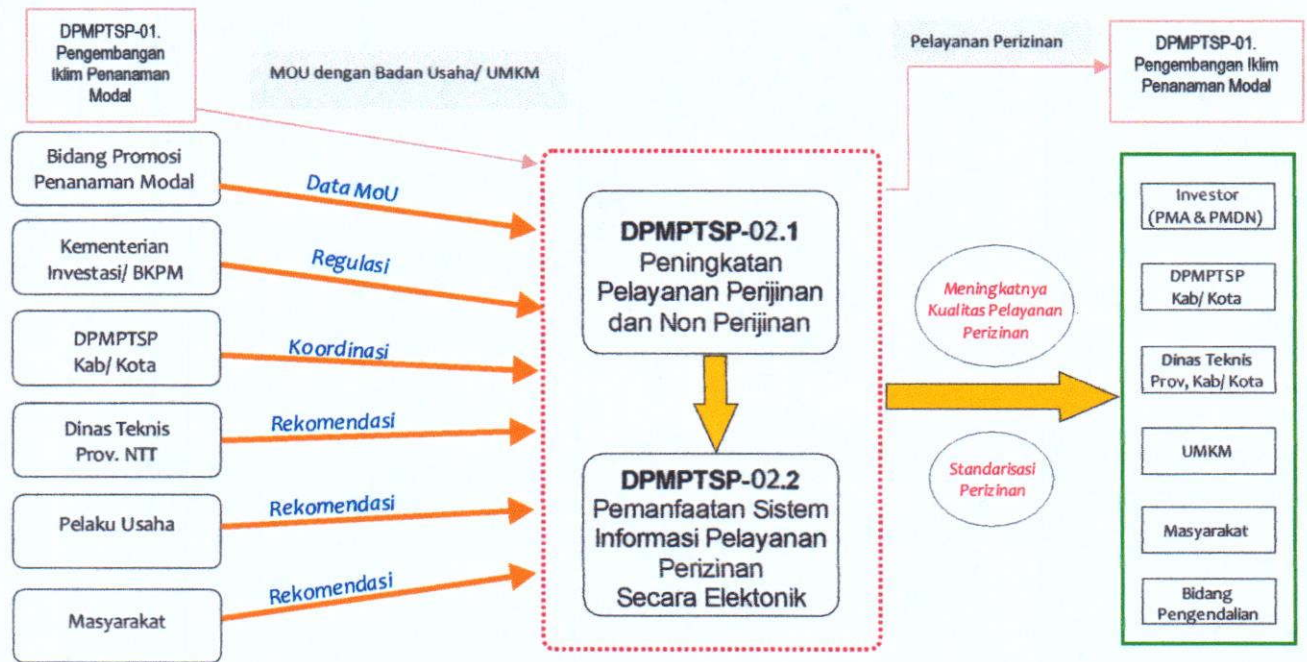 DPMPTSP-01.
Pengembangan
Iklim Penanaman
Modal
MOU dengan Badan Usaha/ UMKM
Pelayanan Perizinan
DPMPTSP-01.
Pengembangan Iklim
Penanaman Modal
Bidang Promosi
Penanaman Modal
Data MoU
Kementerian
Investasi/ BKPM
Regulasi
DPMPTSP
Kab/ Kota
Koordinasi
Dinas Teknis
Prov. NTT
Rekomendasi
Pelaku Usaha
Rekomendasi
Masyarakat
Rekomendasi
DPMPTSP-02.1
Peningkatan
Pelayanan Perijinan
dan Non Perijinan
DPMPTSP-02.2
Pemanfaatan Sistem
Informasi Pelayanan
Perizinan
Secara Elektonik
Meningkatnya
Kualitas Pelayanan
Perizinan
Standarisasi
Perizinan
Investor
(PMA & PMDN)
DPMPTSP
Kab/ Kota
Dinas Teknis
Prov, Kab/ Kota
UMKM
Masyarakat
Bidang
Pengendalian